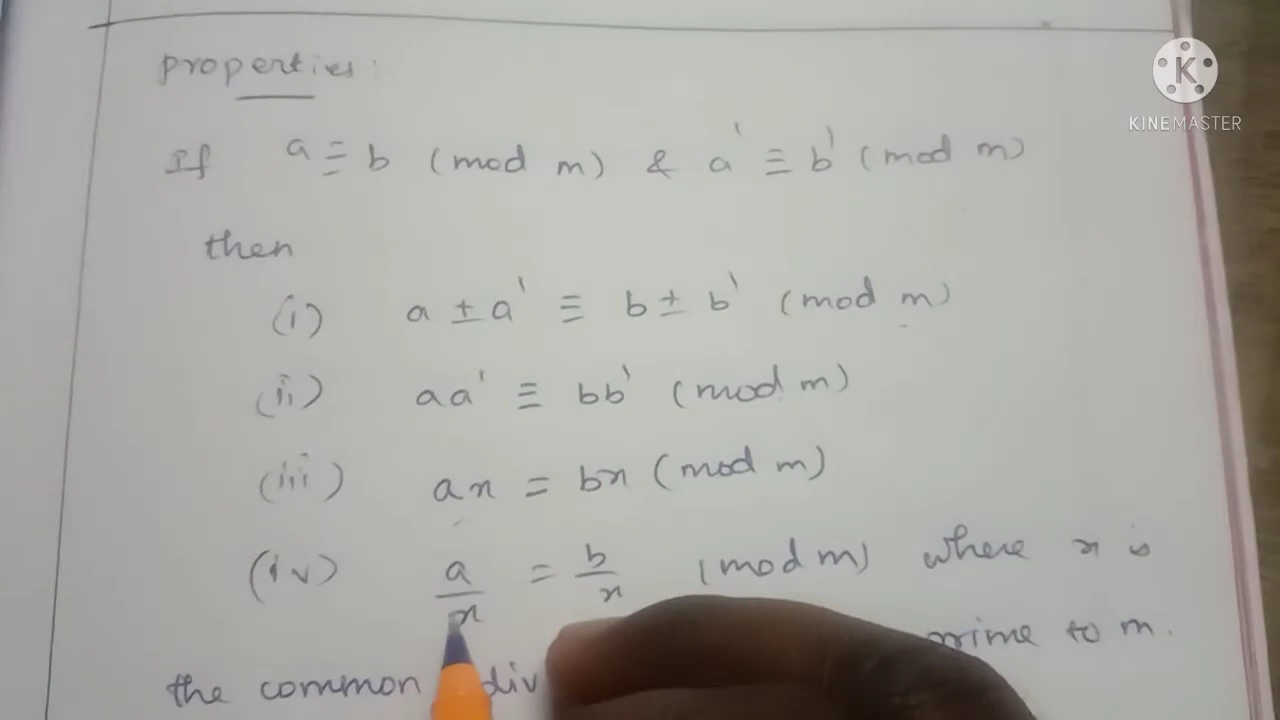 properties:
K
KINEMASTER
If a ≡ b (mod m) & a' ≡ b' (mod m)
then
(i) a ± a' ≡ b ± b' (mod m)
(ii) aa' ≡ bb' (mod m)
(iii) ax = bx (mod m)
(iv) a/x = b/x (mod m) where x is
the common div prime to m.